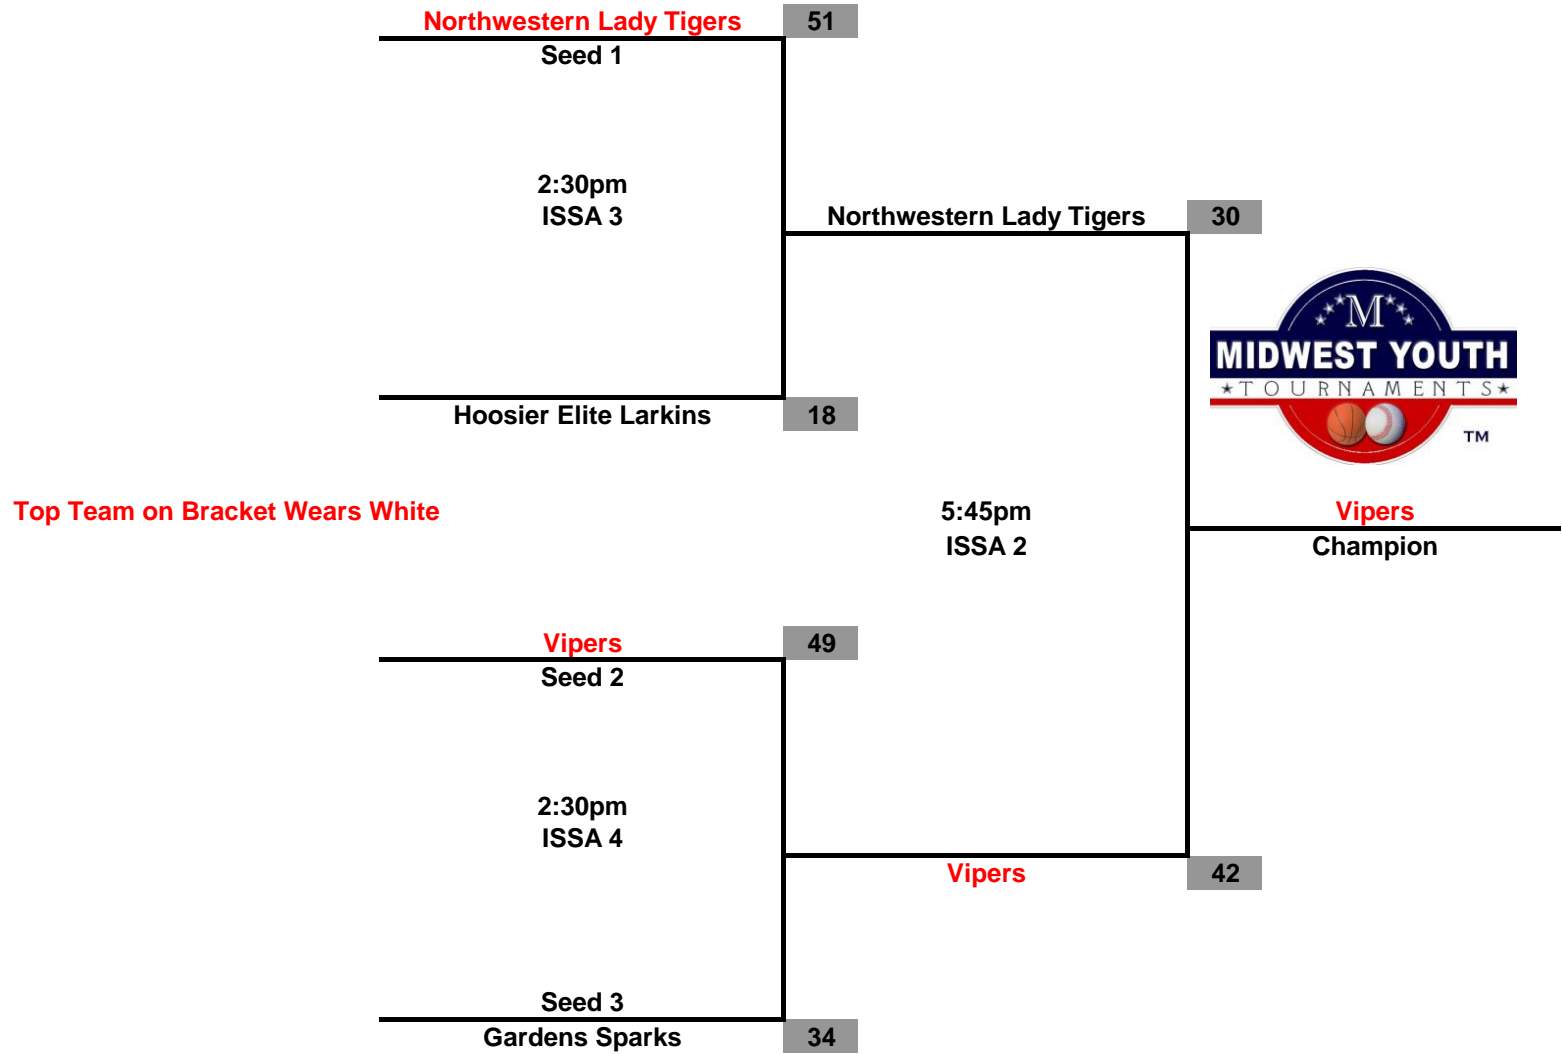 Northwestern Lady Tigers 51
Seed 1
2:30pm
ISSA 3
Northwestern Lady Tigers 30
M
MIDWEST YOUTH
★TOURNAMENTS★
TM
Hoosier Elite Larkins 18
Top Team on Bracket Wears White
5:45pm
ISSA 2
Vipers
Champion
Vipers 49
Seed 2
2:30pm
ISSA 4
Vipers 42
Seed 3
Gardens Sparks 34